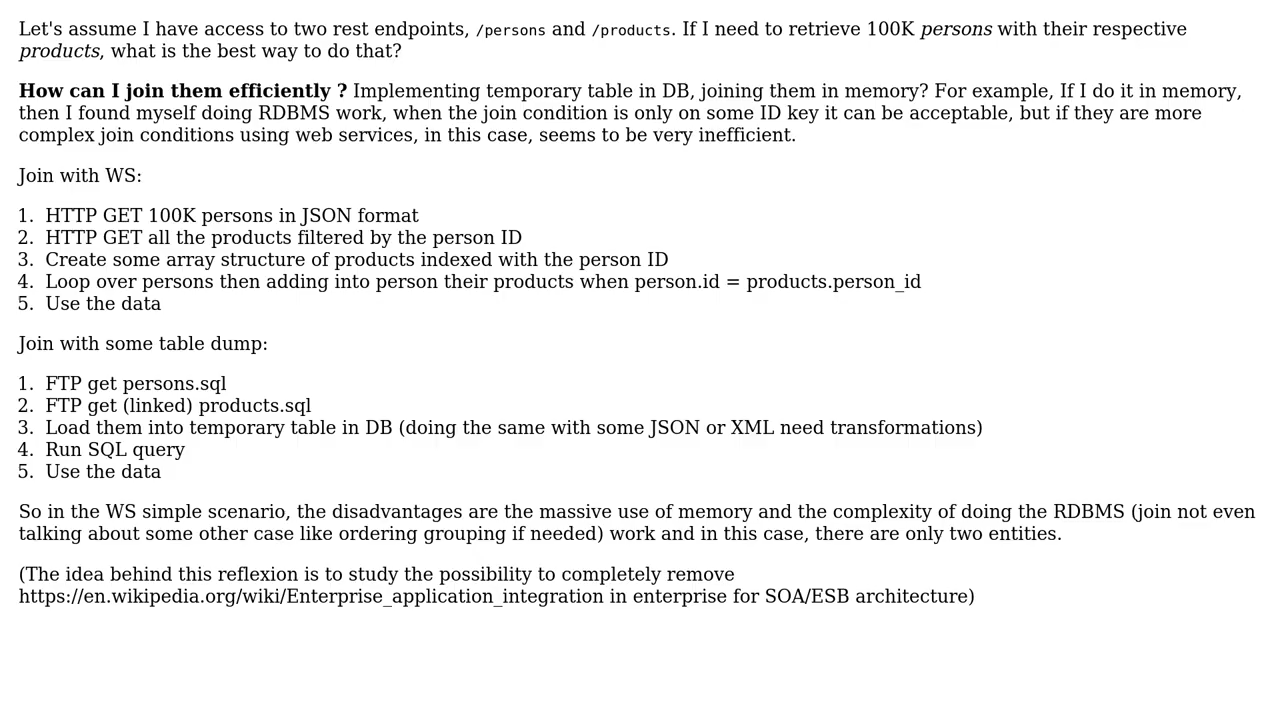 Let's assume I have access to two rest endpoints, /persons and /products. If I need to retrieve 100K persons with their respective
products, what is the best way to do that?
How can I join them efficiently ? Implementing temporary table in DB, joining them in memory? For example, If I do it in memory,
then I found myself doing RDBMS work, when the join condition is only on some ID key it can be acceptable, but if they are more
complex join conditions using web services, in this case, seems to be very inefficient.
Join with WS:
1. HTTP GET 100K persons in JSON format
2. HTTP GET all the products filtered by the person ID
3. Create some array structure of products indexed with the person ID
4. Loop over persons then adding into person their products when person.id = products.person_id
5. Use the data
Join with some table dump:
1. FTP get persons.sql
2. FTP get (linked) products.sql
3. Load them into temporary table in DB (doing the same with some JSON or XML need transformations)
4. Run SQL query
5. Use the data
So in the WS simple scenario, the disadvantages are the massive use of memory and the complexity of doing the RDBMS (join not even
talking about some other case like ordering grouping if needed) work and in this case, there are only two entities.
(The idea behind this reflexion is to study the possibility to completely remove
https://en.wikipedia.org/wiki/Enterprise_application_integration in enterprise for SOA/ESB architecture)